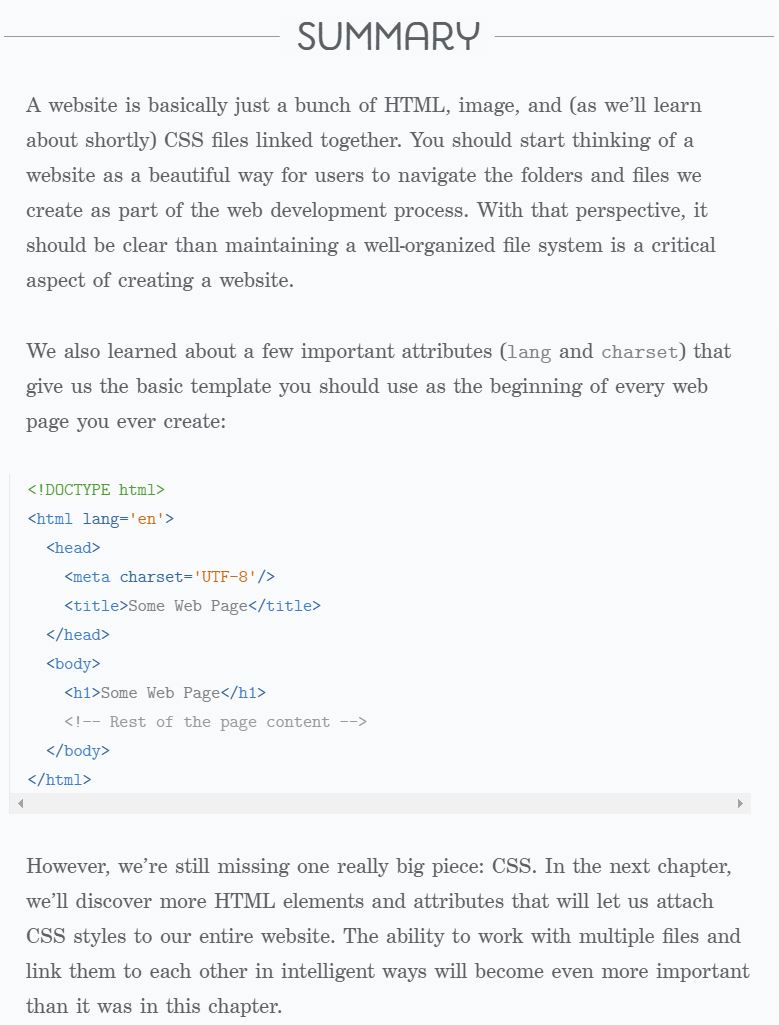 SUMMARY
A website is basically just a bunch of HTML, image, and (as we’ll learn
about shortly) CSS files linked together. You should start thinking of a
website as a beautiful way for users to navigate the folders and files we
create as part of the web development process. With that perspective, it
should be clear than maintaining a well-organized file system is a critical
aspect of creating a website.
We also learned about a few important attributes (lang and charset) that
give us the basic template you should use as the beginning of every web
page you ever create:
<!DOCTYPE html>
<html lang='en'>
  <head>
    <meta charset='UTF-8'/>
    <title>Some Web Page</title>
  </head>
  <body>
    <h1>Some Web Page</h1>
    <!-- Rest of the page content -->
  </body>
</html>
However, we’re still missing one really big piece: CSS. In the next chapter,
we’ll discover more HTML elements and attributes that will let us attach
CSS styles to our entire website. The ability to work with multiple files and
link them to each other in intelligent ways will become even more important
than it was in this chapter.